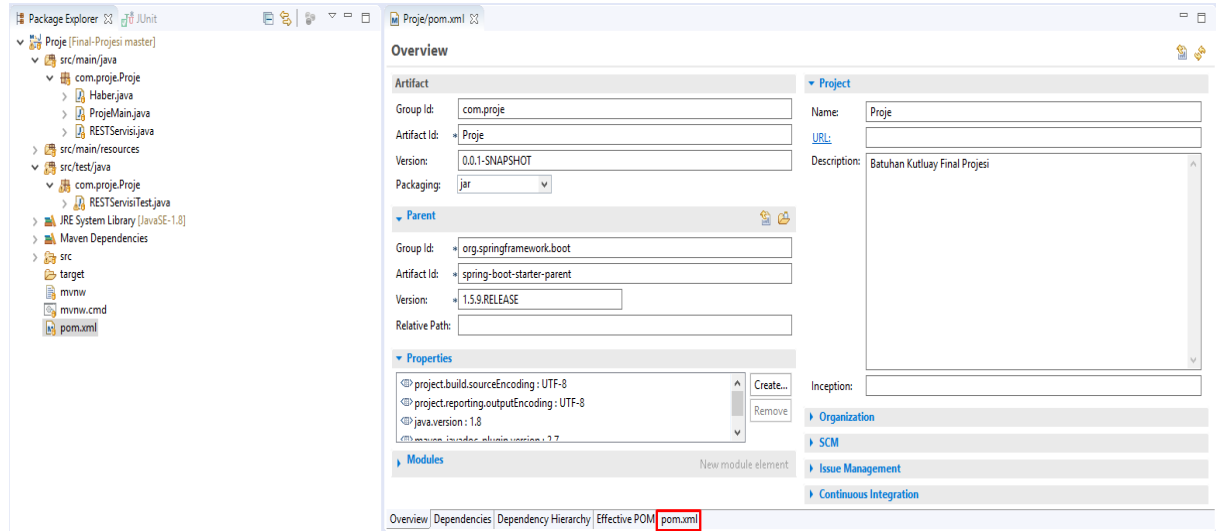 Package Explorer
JUnit
Proje [Final-Projesi master]
src/main/java
com.proje.Proje
Haber.java
ProjeMain.java
RESTServisi.java
src/main/resources
src/test/java
com.proje.Proje
RESTServisiTest.java
JRE System Library [JavaSE-1.8]
Maven Dependencies
src
target
mvnw
mvnw.cmd
pom.xml
Proje/pom.xml
Overview
Artifact
Group Id: com.proje
Artifact Id: * Proje
Version: 0.0.1-SNAPSHOT
Packaging: jar
Parent
Group Id: * org.springframework.boot
Artifact Id: * spring-boot-starter-parent
Version: * 1.5.9.RELEASE
Relative Path:
Properties
project.build.sourceEncoding : UTF-8
project.reporting.outputEncoding : UTF-8
java.version : 1.8
maven-javadoc-plugin.version : 2.7
Create...
Remove
Modules
New module element
Project
Name: Proje
URL:
Description: Batuhan Kutluay Final Projesi
Inception:
Organization
SCM
Issue Management
Continuous Integration
Overview Dependencies Dependency Hierarchy Effective POM pom.xml